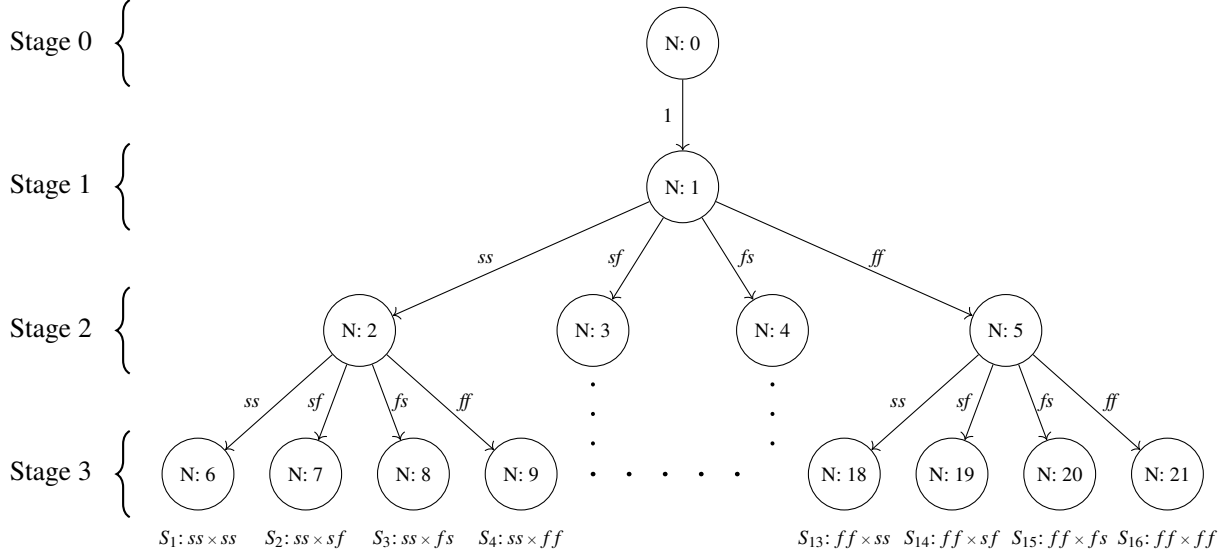 Stage 0
N: 0
1
Stage 1
N: 1
ss
sf
fs
ff
Stage 2
N: 2
N: 3
N: 4
N: 5
ss
sf
fs
ff
ss
sf
fs
ff
Stage 3
N: 6
N: 7
N: 8
N: 9
N: 18
N: 19
N: 20
N: 21
S1: ss × ss
S2: ss × sf
S3: ss × fs
S4: ss × ff
S13: ff × ss
S14: ff × sf
S15: ff × fs
S16: ff × ff